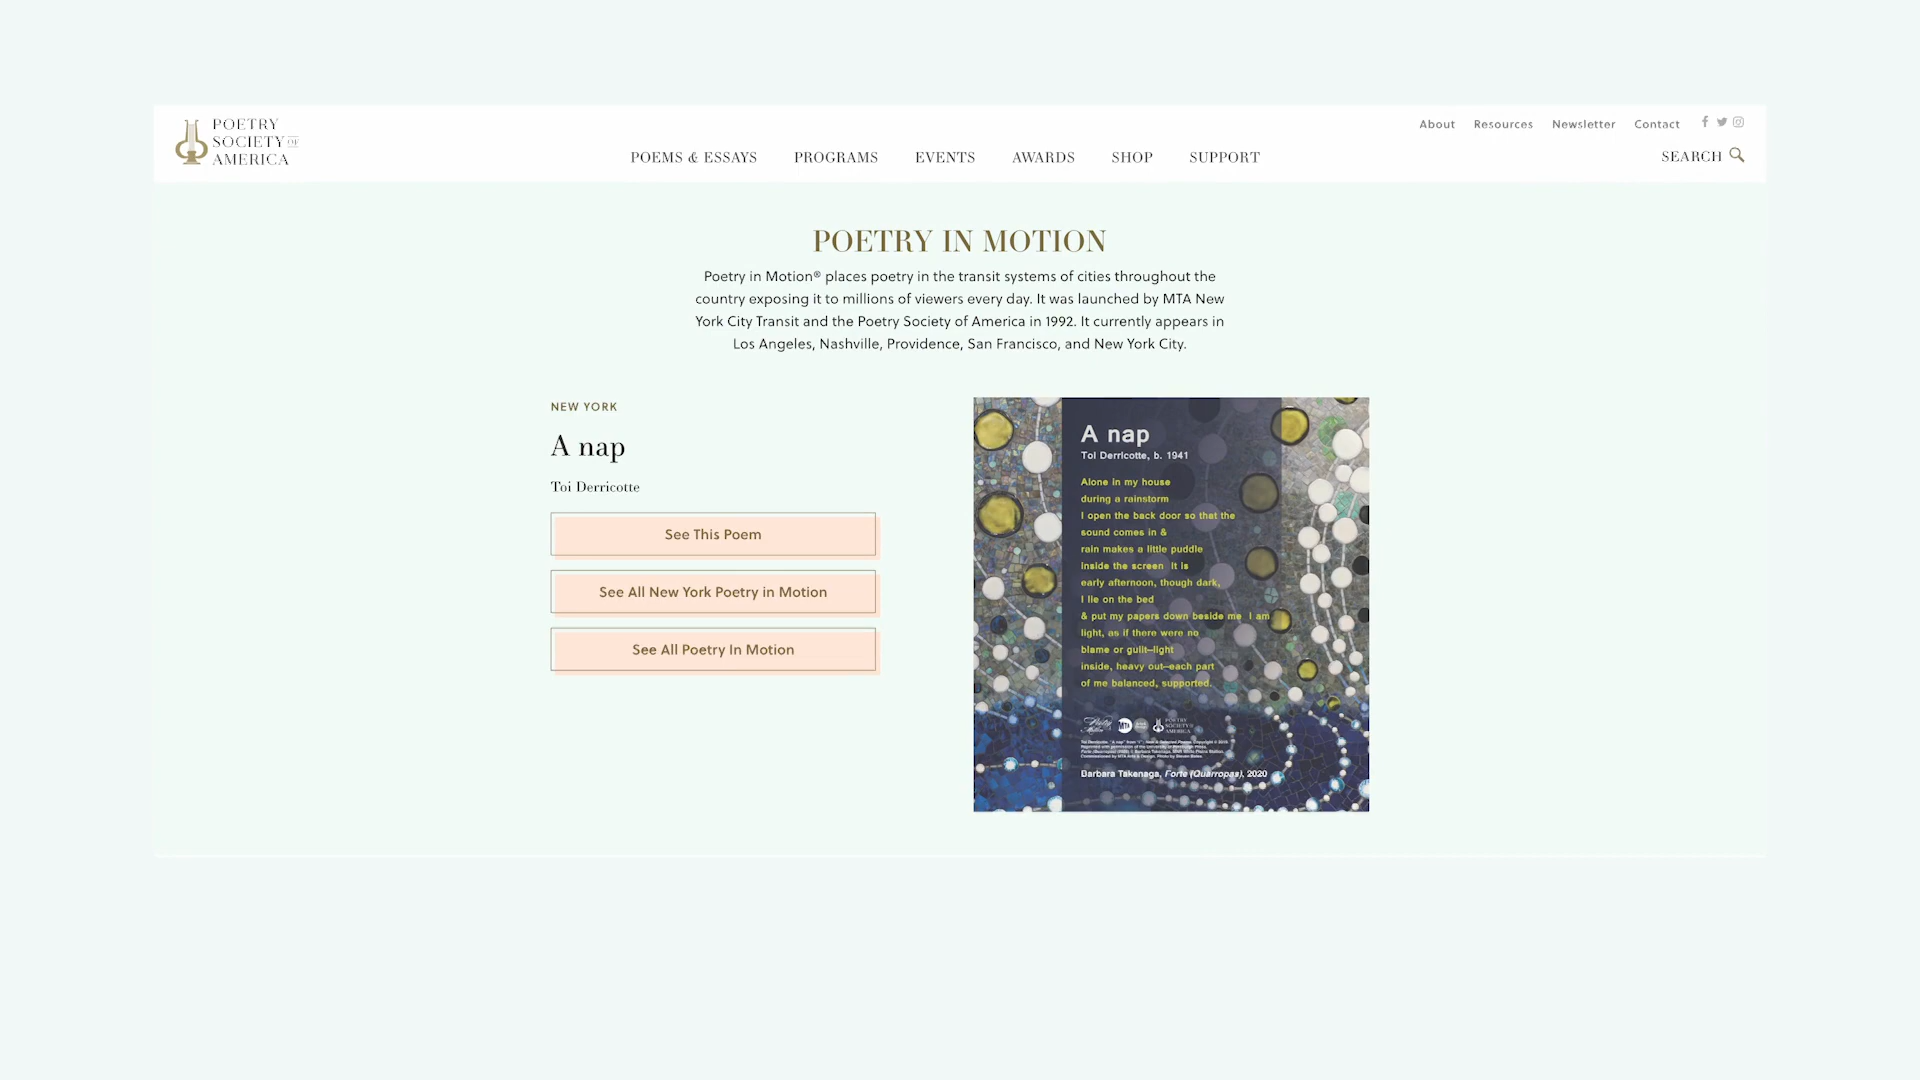 POETRY
SOCIETY OF
AMERICA
About Resources Newsletter Contact
POEMS & ESSAYS PROGRAMS EVENTS AWARDS SHOP SUPPORT
SEARCH
POETRY IN MOTION
Poetry in Motion® places poetry in the transit systems of cities throughout the
country exposing it to millions of viewers every day. It was launched by MTA New
York City Transit and the Poetry Society of America in 1992. It currently appears in
Los Angeles, Nashville, Providence, San Francisco, and New York City.
NEW YORK
A nap
Toi Derricotte
See This Poem
See All New York Poetry in Motion
See All Poetry In Motion
A nap
Toi Derricotte, b. 1941
Alone in my house
during a rainstorm
I open the back door so that the
sound comes in &
rain makes a little puddle
inside the screen It is
early afternoon, though dark,
I lie on the bed
& put my papers down beside me I am
light, as if there were no
blame or guilt–light
inside, heavy out–each part
of me balanced, supported.
Poetry
Motion
MTA
POETRY
SOCIETY OF
AMERICA
Barbara Takenaga, Forte (Quarropas), 2020